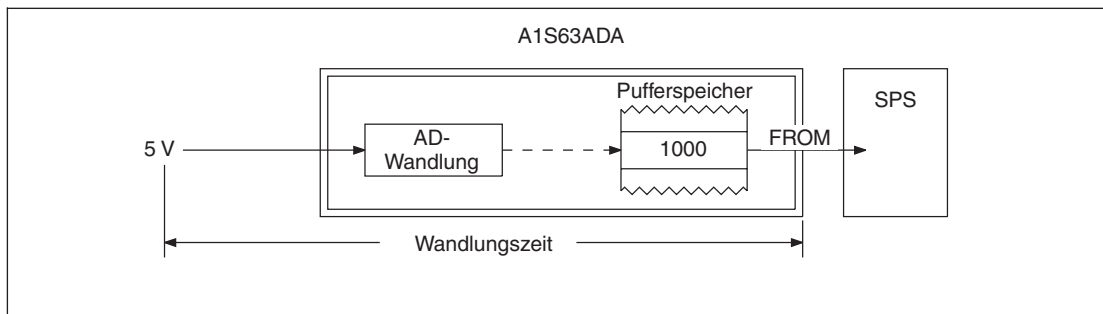 A1S63ADA
Pufferspeicher
SPS
5 V
AD-
Wandlung
1000
FROM
Wandlungszeit